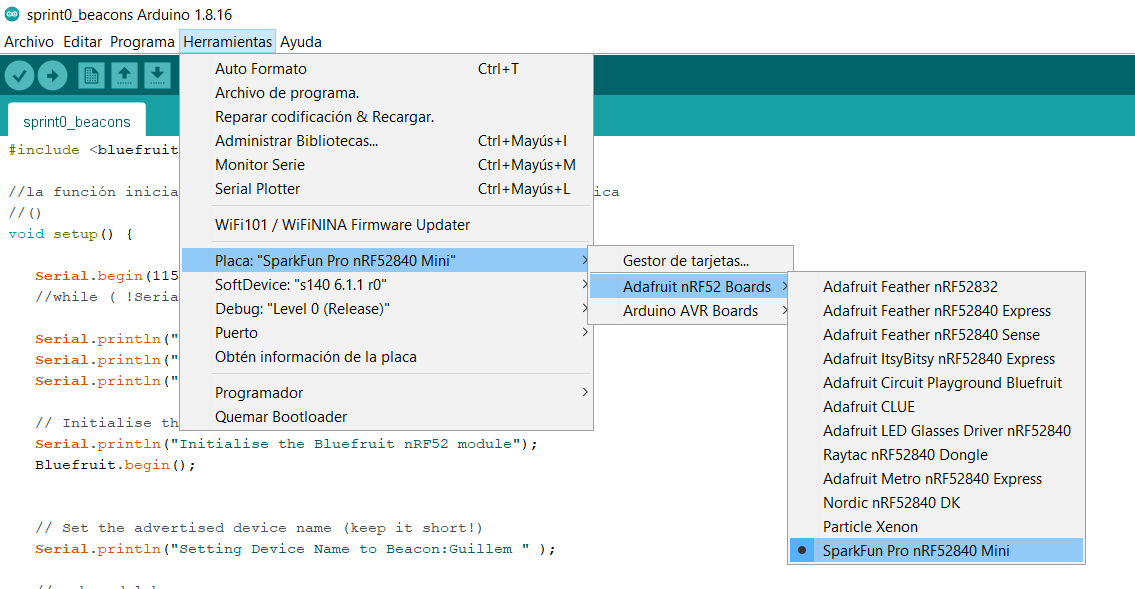 sprint0_beacons Arduino 1.8.16
Archivo Editar Programa Herramientas Ayuda
Auto Formato Ctrl+T
Archivo de programa.
Reparar codificación & Recargar.
Administrar Bibliotecas... Ctrl+Mayús+I
Monitor Serie Ctrl+Mayús+M
Serial Plotter Ctrl+Mayús+L
WiFi101 / WiFiNINA Firmware Updater
Placa: "SparkFun Pro nRF52840 Mini"
SoftDevice: "s140 6.1.1 r0"
Debug: "Level 0 (Release)"
Puerto
Obtén información de la placa
Programador
Quemar Bootloader
Gestor de tarjetas...
Adafruit nRF52 Boards
Arduino AVR Boards
Adafruit Feather nRF52832
Adafruit Feather nRF52840 Express
Adafruit Feather nRF52840 Sense
Adafruit ItsyBitsy nRF52840 Express
Adafruit Circuit Playground Bluefruit
Adafruit CLUE
Adafruit LED Glasses Driver nRF52840
Raytac nRF52840 Dongle
Adafruit Metro nRF52840 Express
Nordic nRF52840 DK
Particle Xenon
SparkFun Pro nRF52840 Mini
sprint0_beacons
#include <bluefruit
//la función inicia ica
//()
void setup() {
Serial.begin(115
//while ( !Seria
Serial.println("
Serial.println("
Serial.println("
// Initialise th
Serial.println("Initialise the Bluefruit nRF52 module");
Bluefruit.begin();
// Set the advertised device name (keep it short!)
Serial.println("Setting Device Name to Beacon:Guillem " );